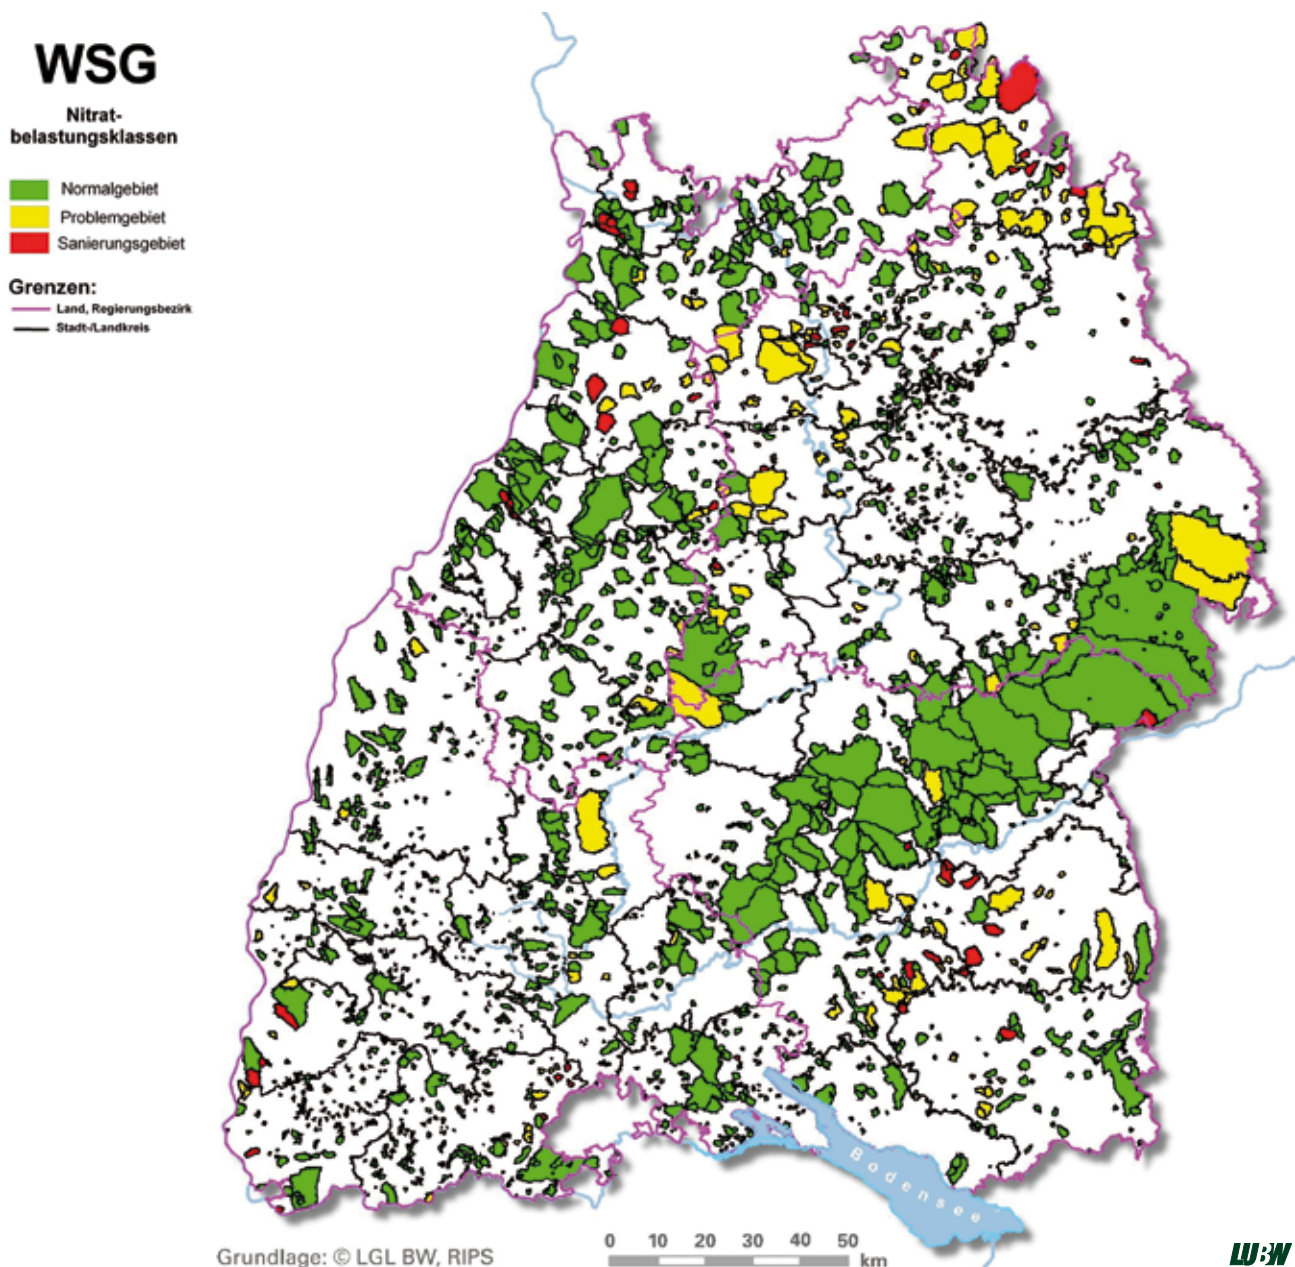 WSG
Nitrat-
belastungsklassen
Normalgebiet
Problemgebiet
Sanierungsgebiet
Grenzen:
Land, Regierungsbezirk
Stadt-/Landkreis
Bodensee
0 10 20 30 40 50
km
Grundlage: © LGL BW, RIPS
LUBW